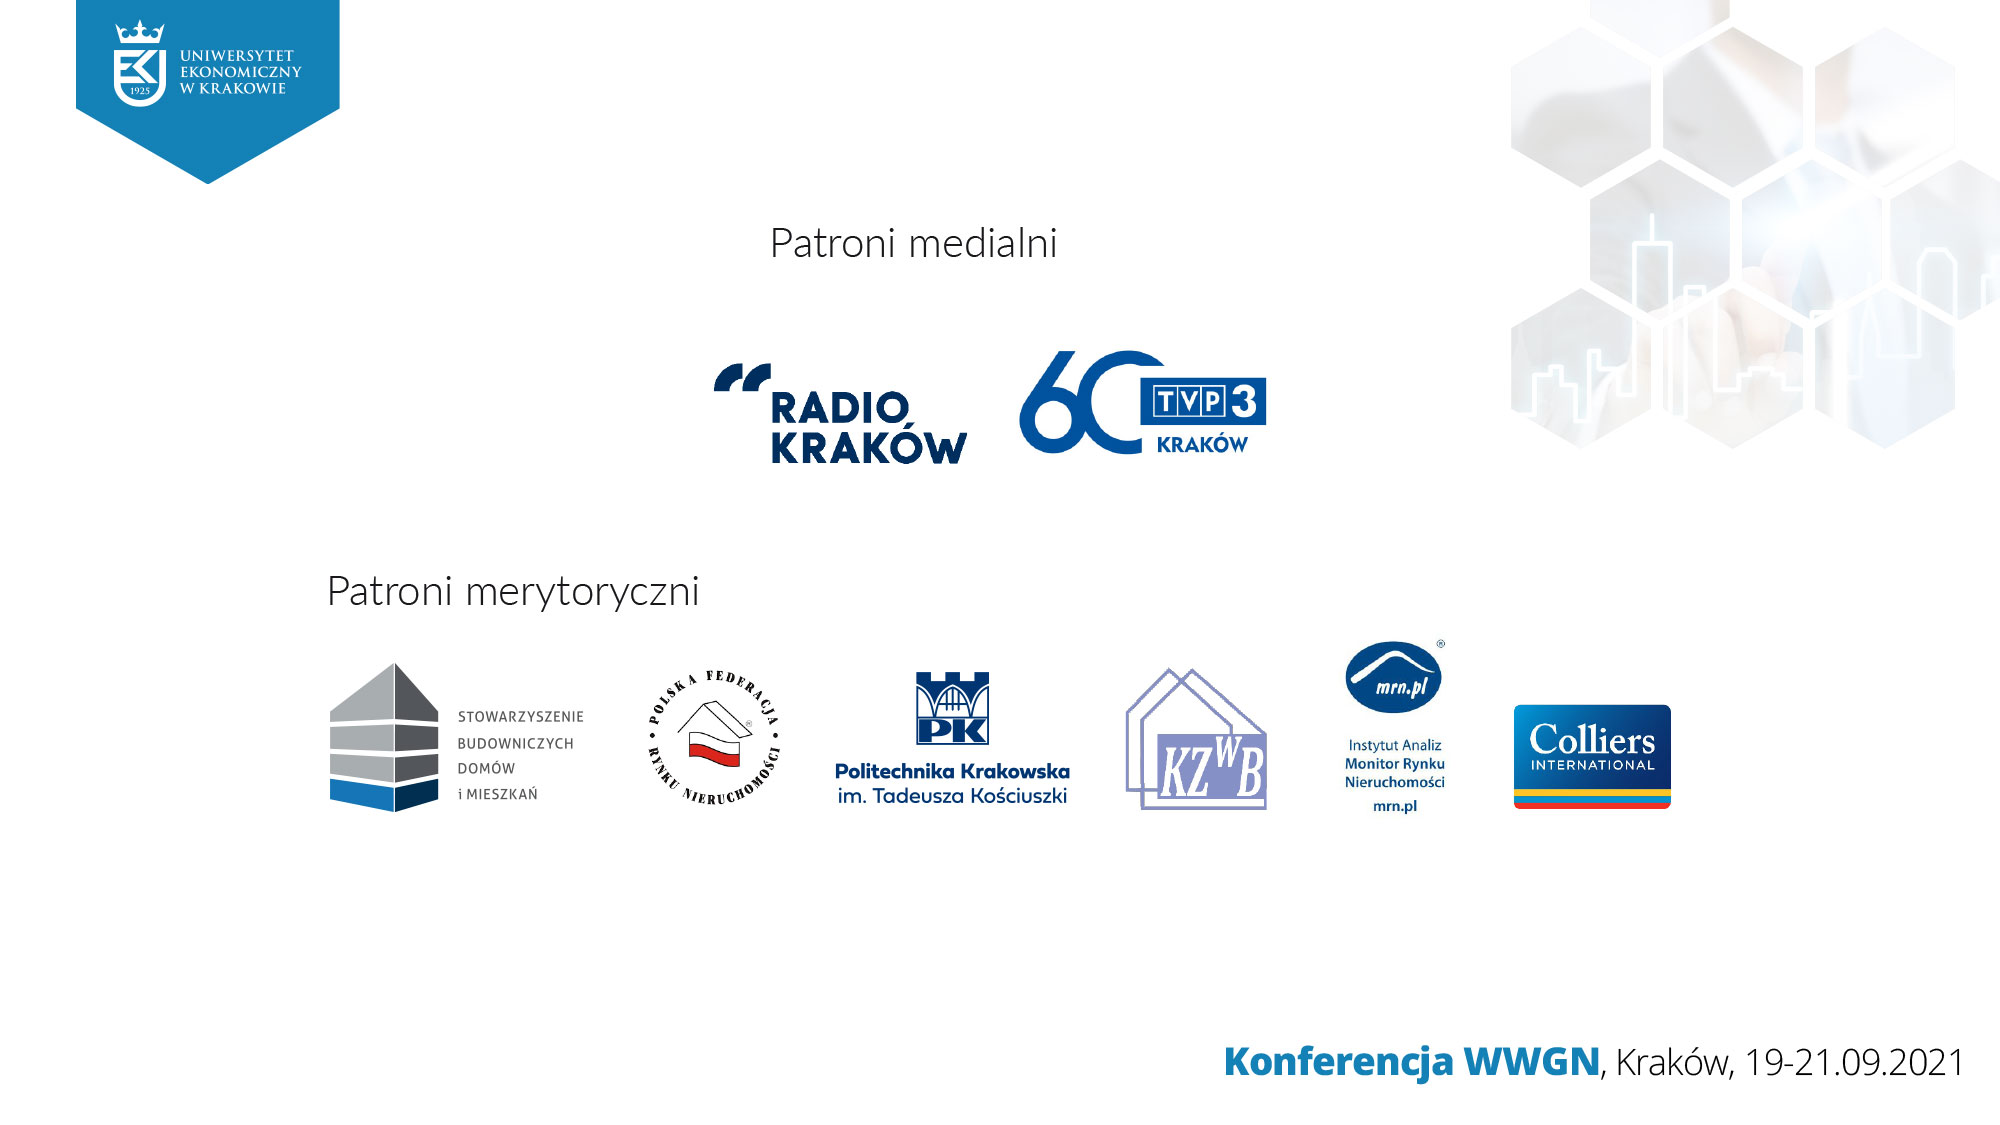 UNIWERSYTET
EKONOMICZNY
W KRAKOWIE
EK
1925
Patroni medialni
RADIO
KRAKÓW
60
TVP3
KRAKÓW
Patroni merytoryczni
STOWARZYSZENIE
BUDOWNICZYCH
DOMÓW
i MIESZKAŃ
POLSKA FEDERACJA
RYNKU NIERUCHOMOŚCI
®
PK
Politechnika Krakowska
im. Tadeusza Kościuszki
KZWB
®
mrn.pl
Instytut Analiz
Monitor Rynku
Nieruchomości
mrn.pl
Colliers
INTERNATIONAL
Konferencja WWGN, Kraków, 19-21.09.2021